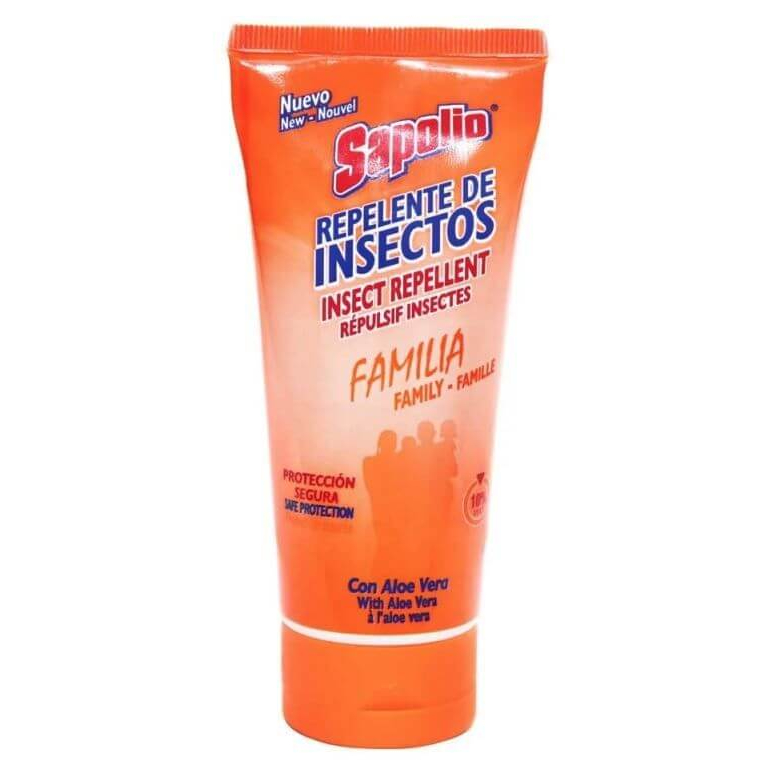 Nuevo
New - Nouvel
Sapolio®
REPELENTE DE
INSECTOS
INSECT REPELLENT
RÉPULSIF INSECTES
FAMILIA
FAMILY - FAMILLE
PROTECCIÓN
SEGURA
SAFE PROTECTION
Con Aloe Vera
With Aloe Vera
à l'aloe vera